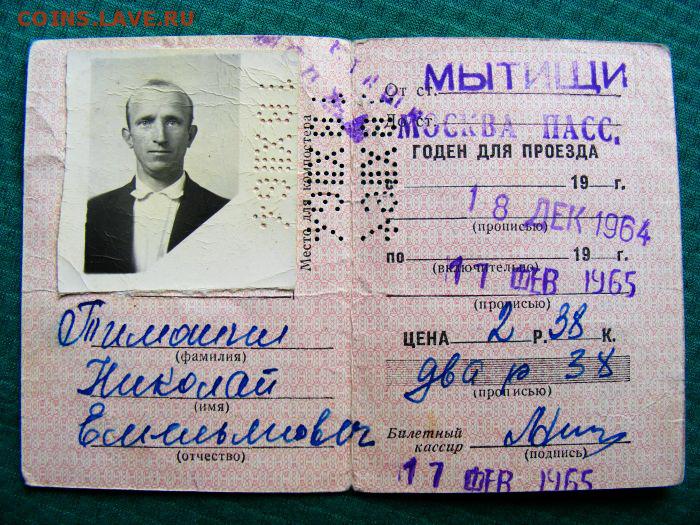 COINS.LAVE.RU
Место для компостера
Тимошин
(фамилия)
Николай
(имя)
Емельянович
(отчество)
От ст. МЫТИЩИ
До ст. МОСКВА ПАСС.
ГОДЕН ДЛЯ ПРОЕЗДА
с 19 г.
18 ДЕК 1964
(прописью)
по 19 г.
(включительно)
17 ФЕВ 1965
(прописью)
ЦЕНА 2 Р. 38 К.
два р 38
(прописью)
Билетный кассир
(подпись)
17 ФЕВ 1965